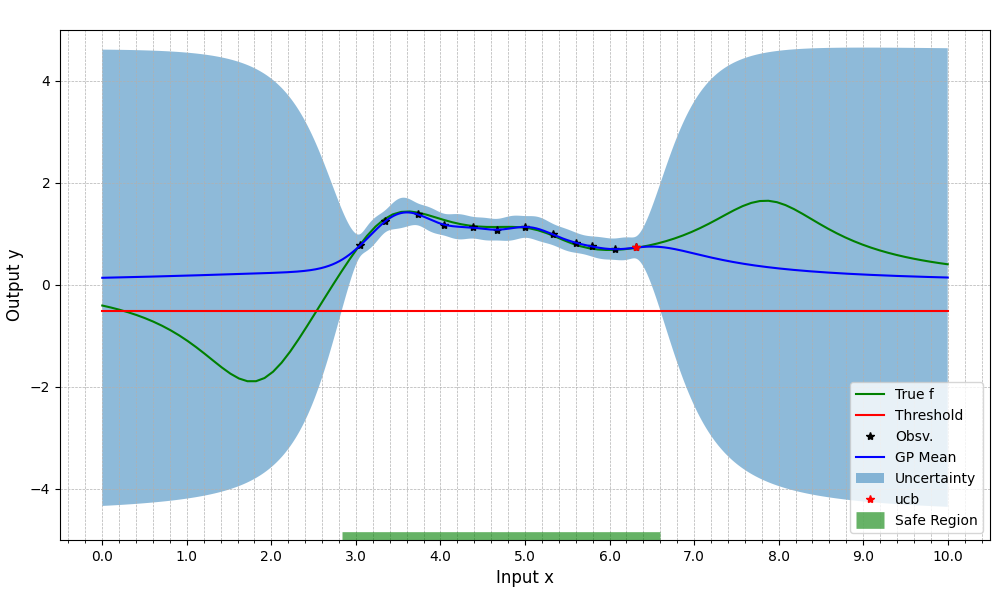 Output y
4
2
0
−2
−4
0.0 1.0 2.0 3.0 4.0 5.0 6.0 7.0 8.0 9.0 10.0
Input x
True f
Threshold
Obsv.
GP Mean
Uncertainty
ucb
Safe Region